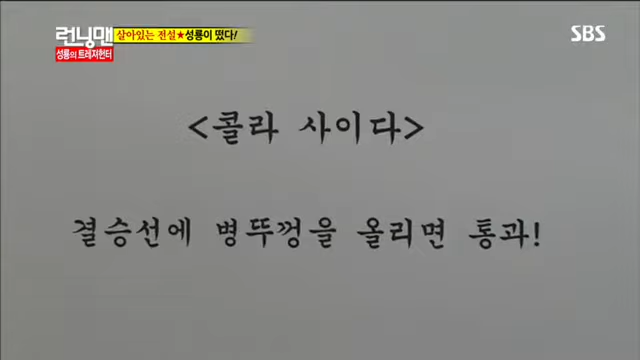 런닝맨
살아있는 전설★성룡이 떴다!
성룡의 트레져헌터
SBS
<콜라 사이다>
결승선에 병뚜껑을 올리면 통과!